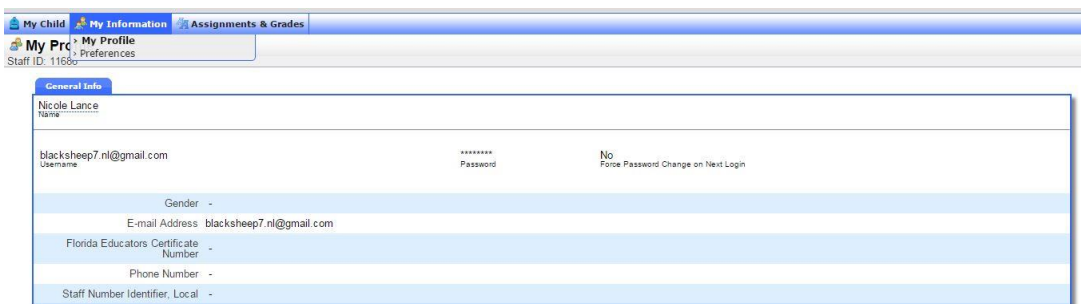 My Child My Information Assignments & Grades
› My Profile
› Preferences
My Pro
Staff ID: 11686
General Info
Nicole Lance
Name
blacksheep7.nl@gmail.com ******** No
Username Password Force Password Change on Next Login
Gender -
E-mail Address blacksheep7.nl@gmail.com
Florida Educators Certificate
Number -
Phone Number -
Staff Number Identifier, Local -